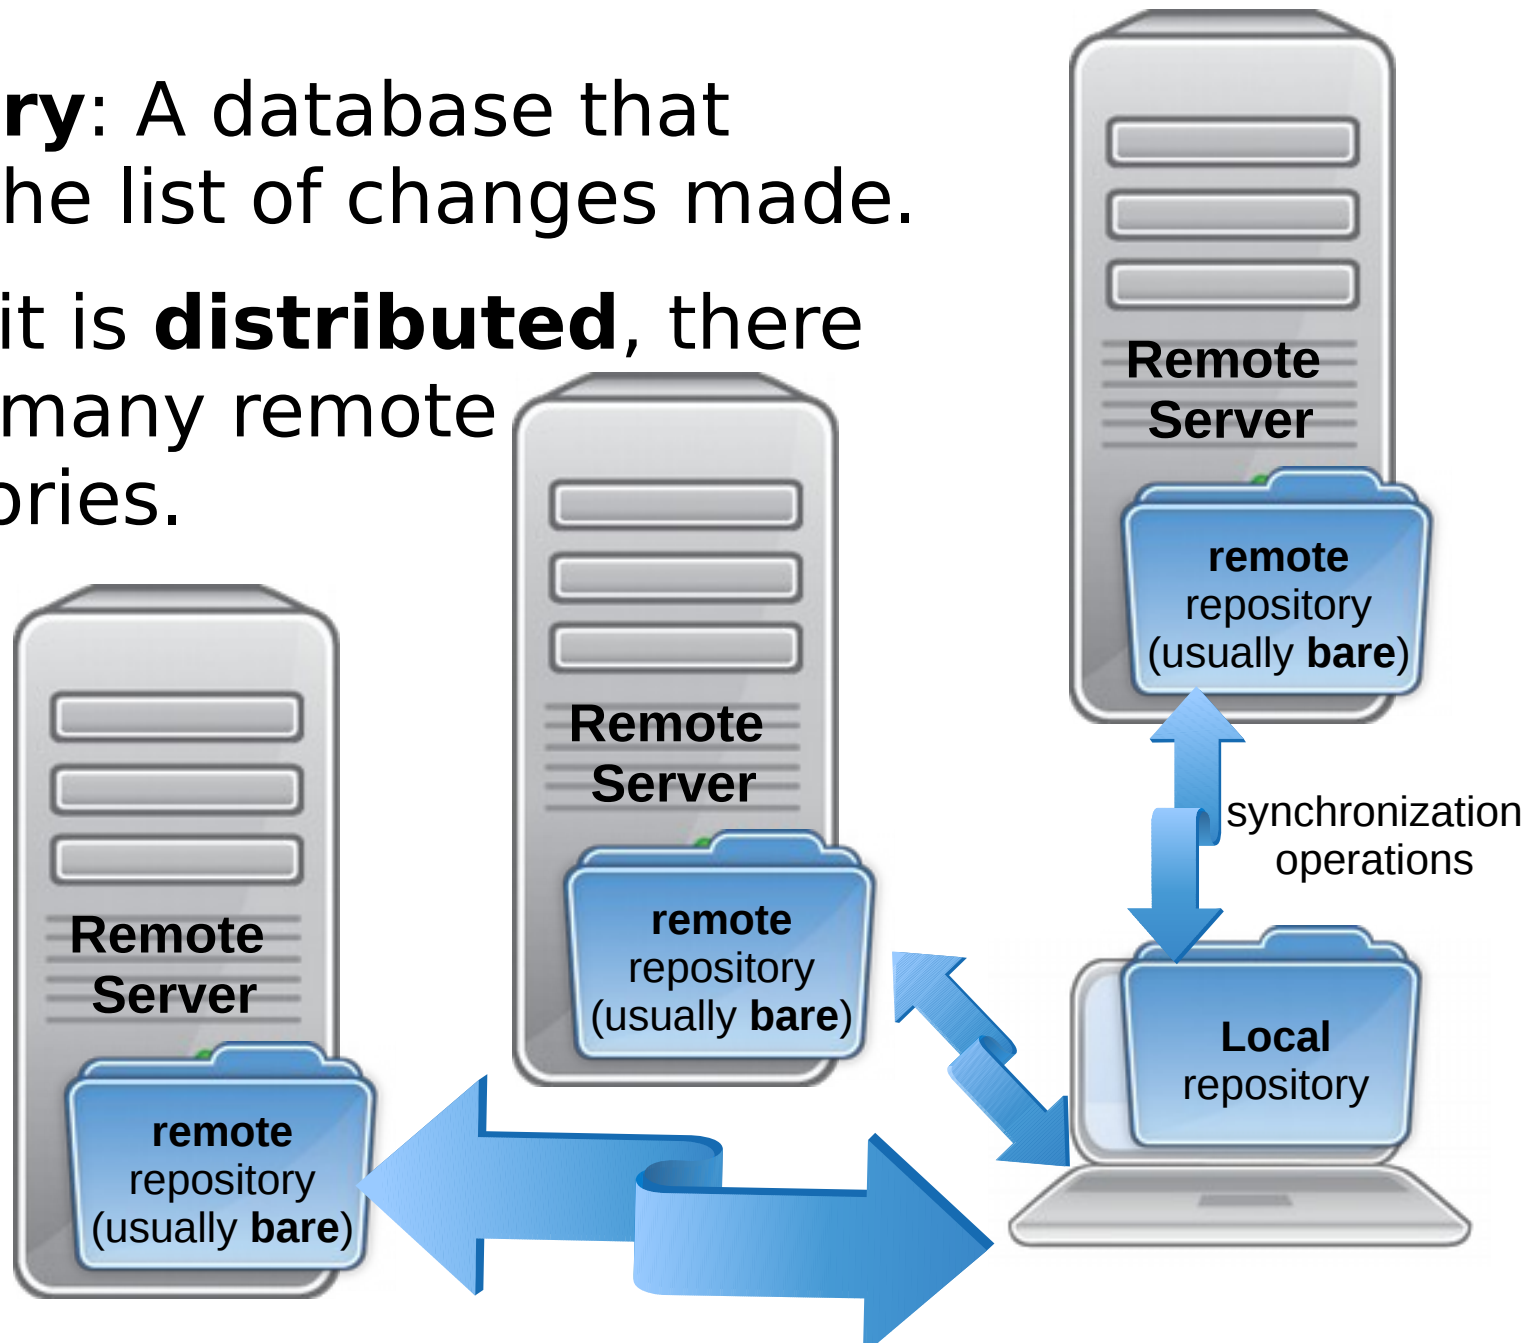 ry: A database that
he list of changes made.
it is distributed, there
many remote
ories.
Remote
Server
remote
repository
(usually bare)
Remote
Server
remote
repository
(usually bare)
Remote
Server
remote
repository
(usually bare)
synchronization
operations
Local
repository